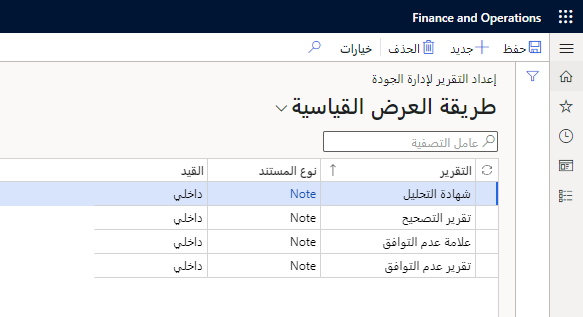 Finance and Operations
حفظ جديد الحذف خيارات
إعداد التقرير لإدارة الجودة
طريقة العرض القياسية
عامل التصفية
التقرير نوع المستند القيد
شهادة التحليل Note داخلي
تقرير التصحيح Note داخلي
علامة عدم التوافق Note داخلي
تقرير عدم التوافق Note داخلي